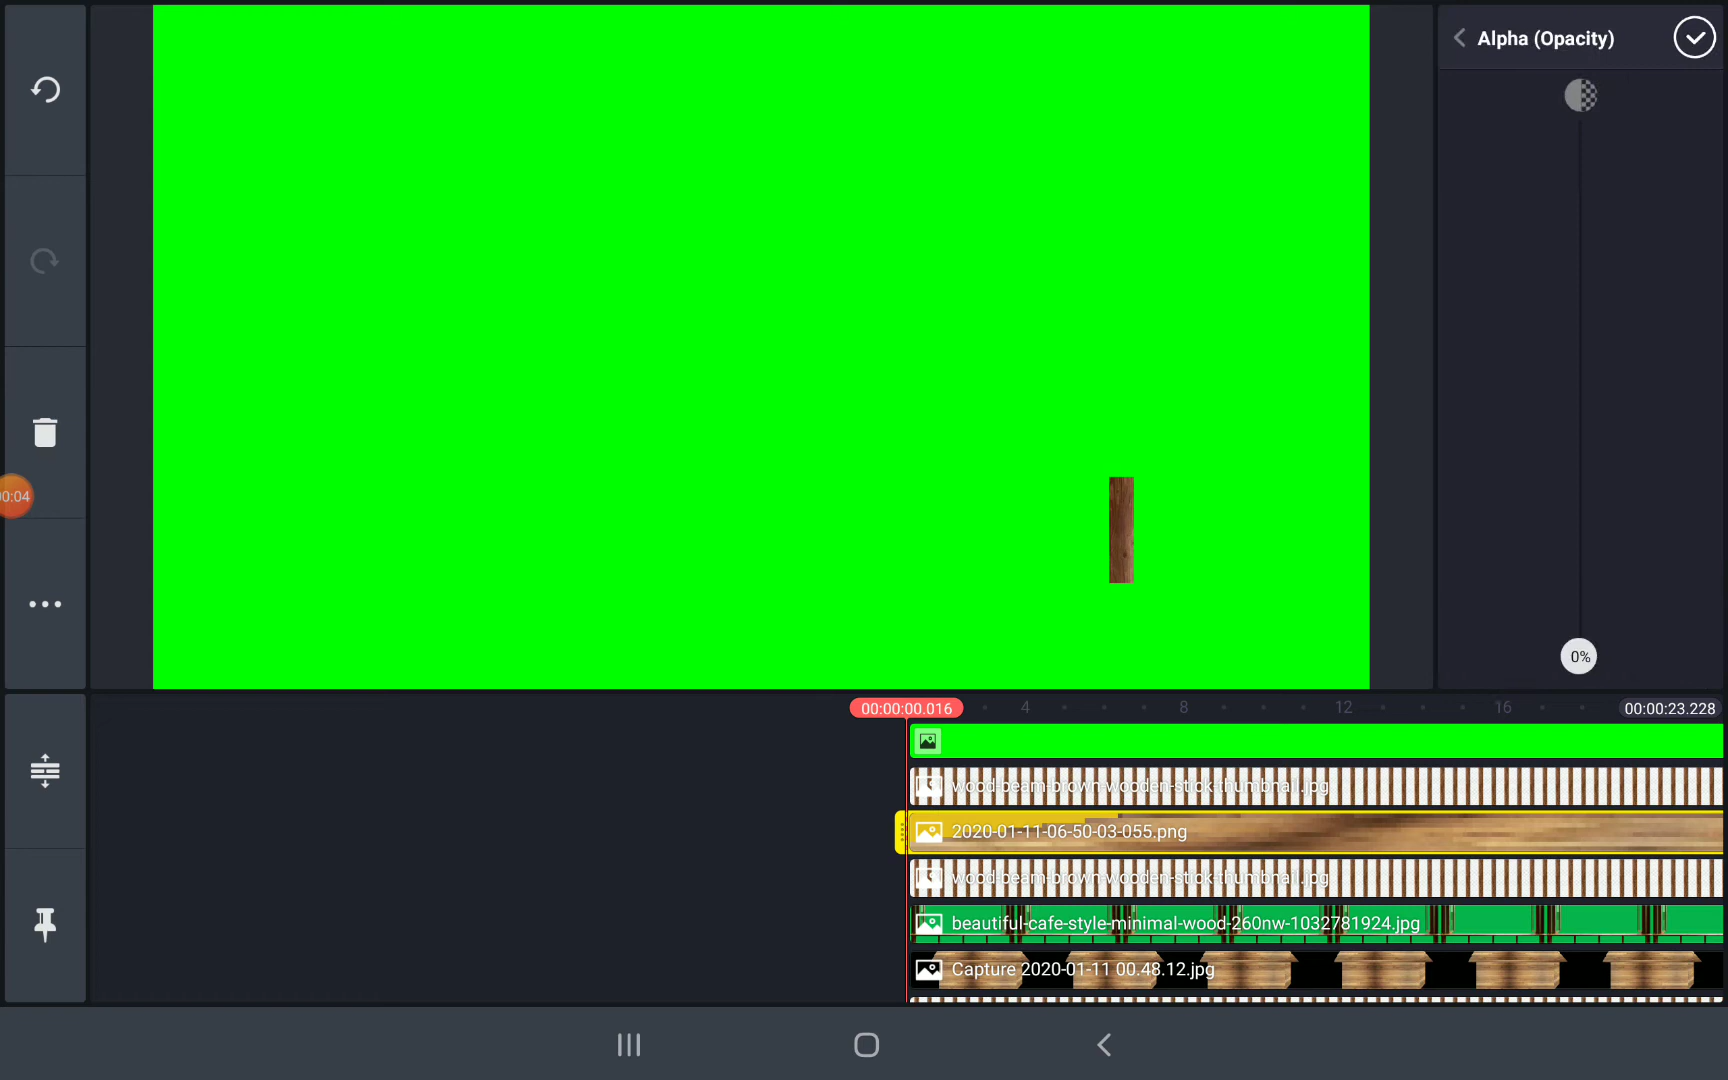 Alpha (Opacity)
00:04
0%
00:00:00.016
4
8
12
16
00:00:23.228
wood-beam-brown-wooden-stick-thumbnail.jpg
2020-01-11-06-50-03-055.png
wood-beam-brown-wooden-stick-thumbnail.jpg
beautiful-cafe-style-minimal-wood-260nw-1032781924.jpg
Capture 2020-01-11 00.48.12.jpg